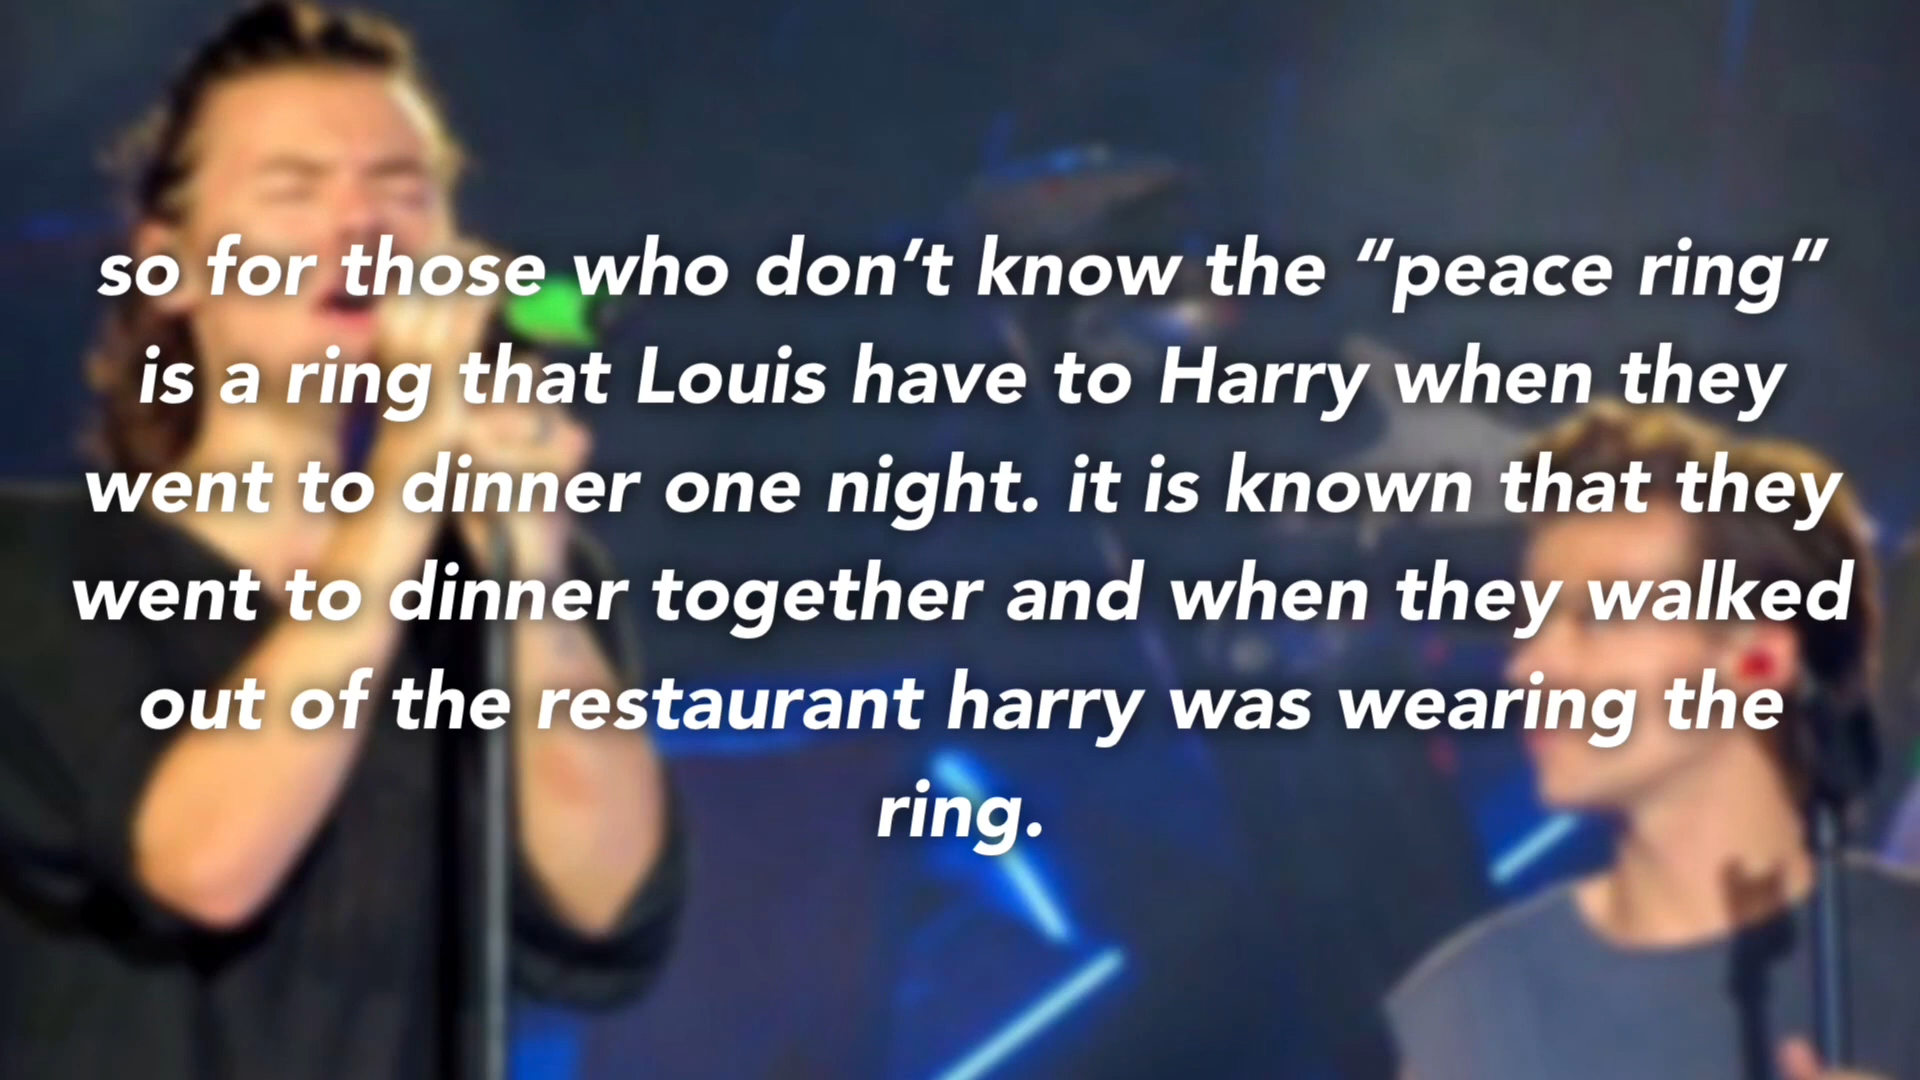 so for those who don’t know the “peace ring”
is a ring that Louis have to Harry when they
went to dinner one night. it is known that they
went to dinner together and when they walked
out of the restaurant harry was wearing the
ring.